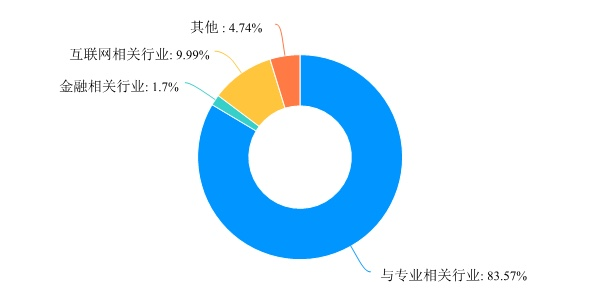 其他 : 4.74%
互联网相关行业: 9.99%
金融相关行业: 1.7%
与专业相关行业: 83.57%